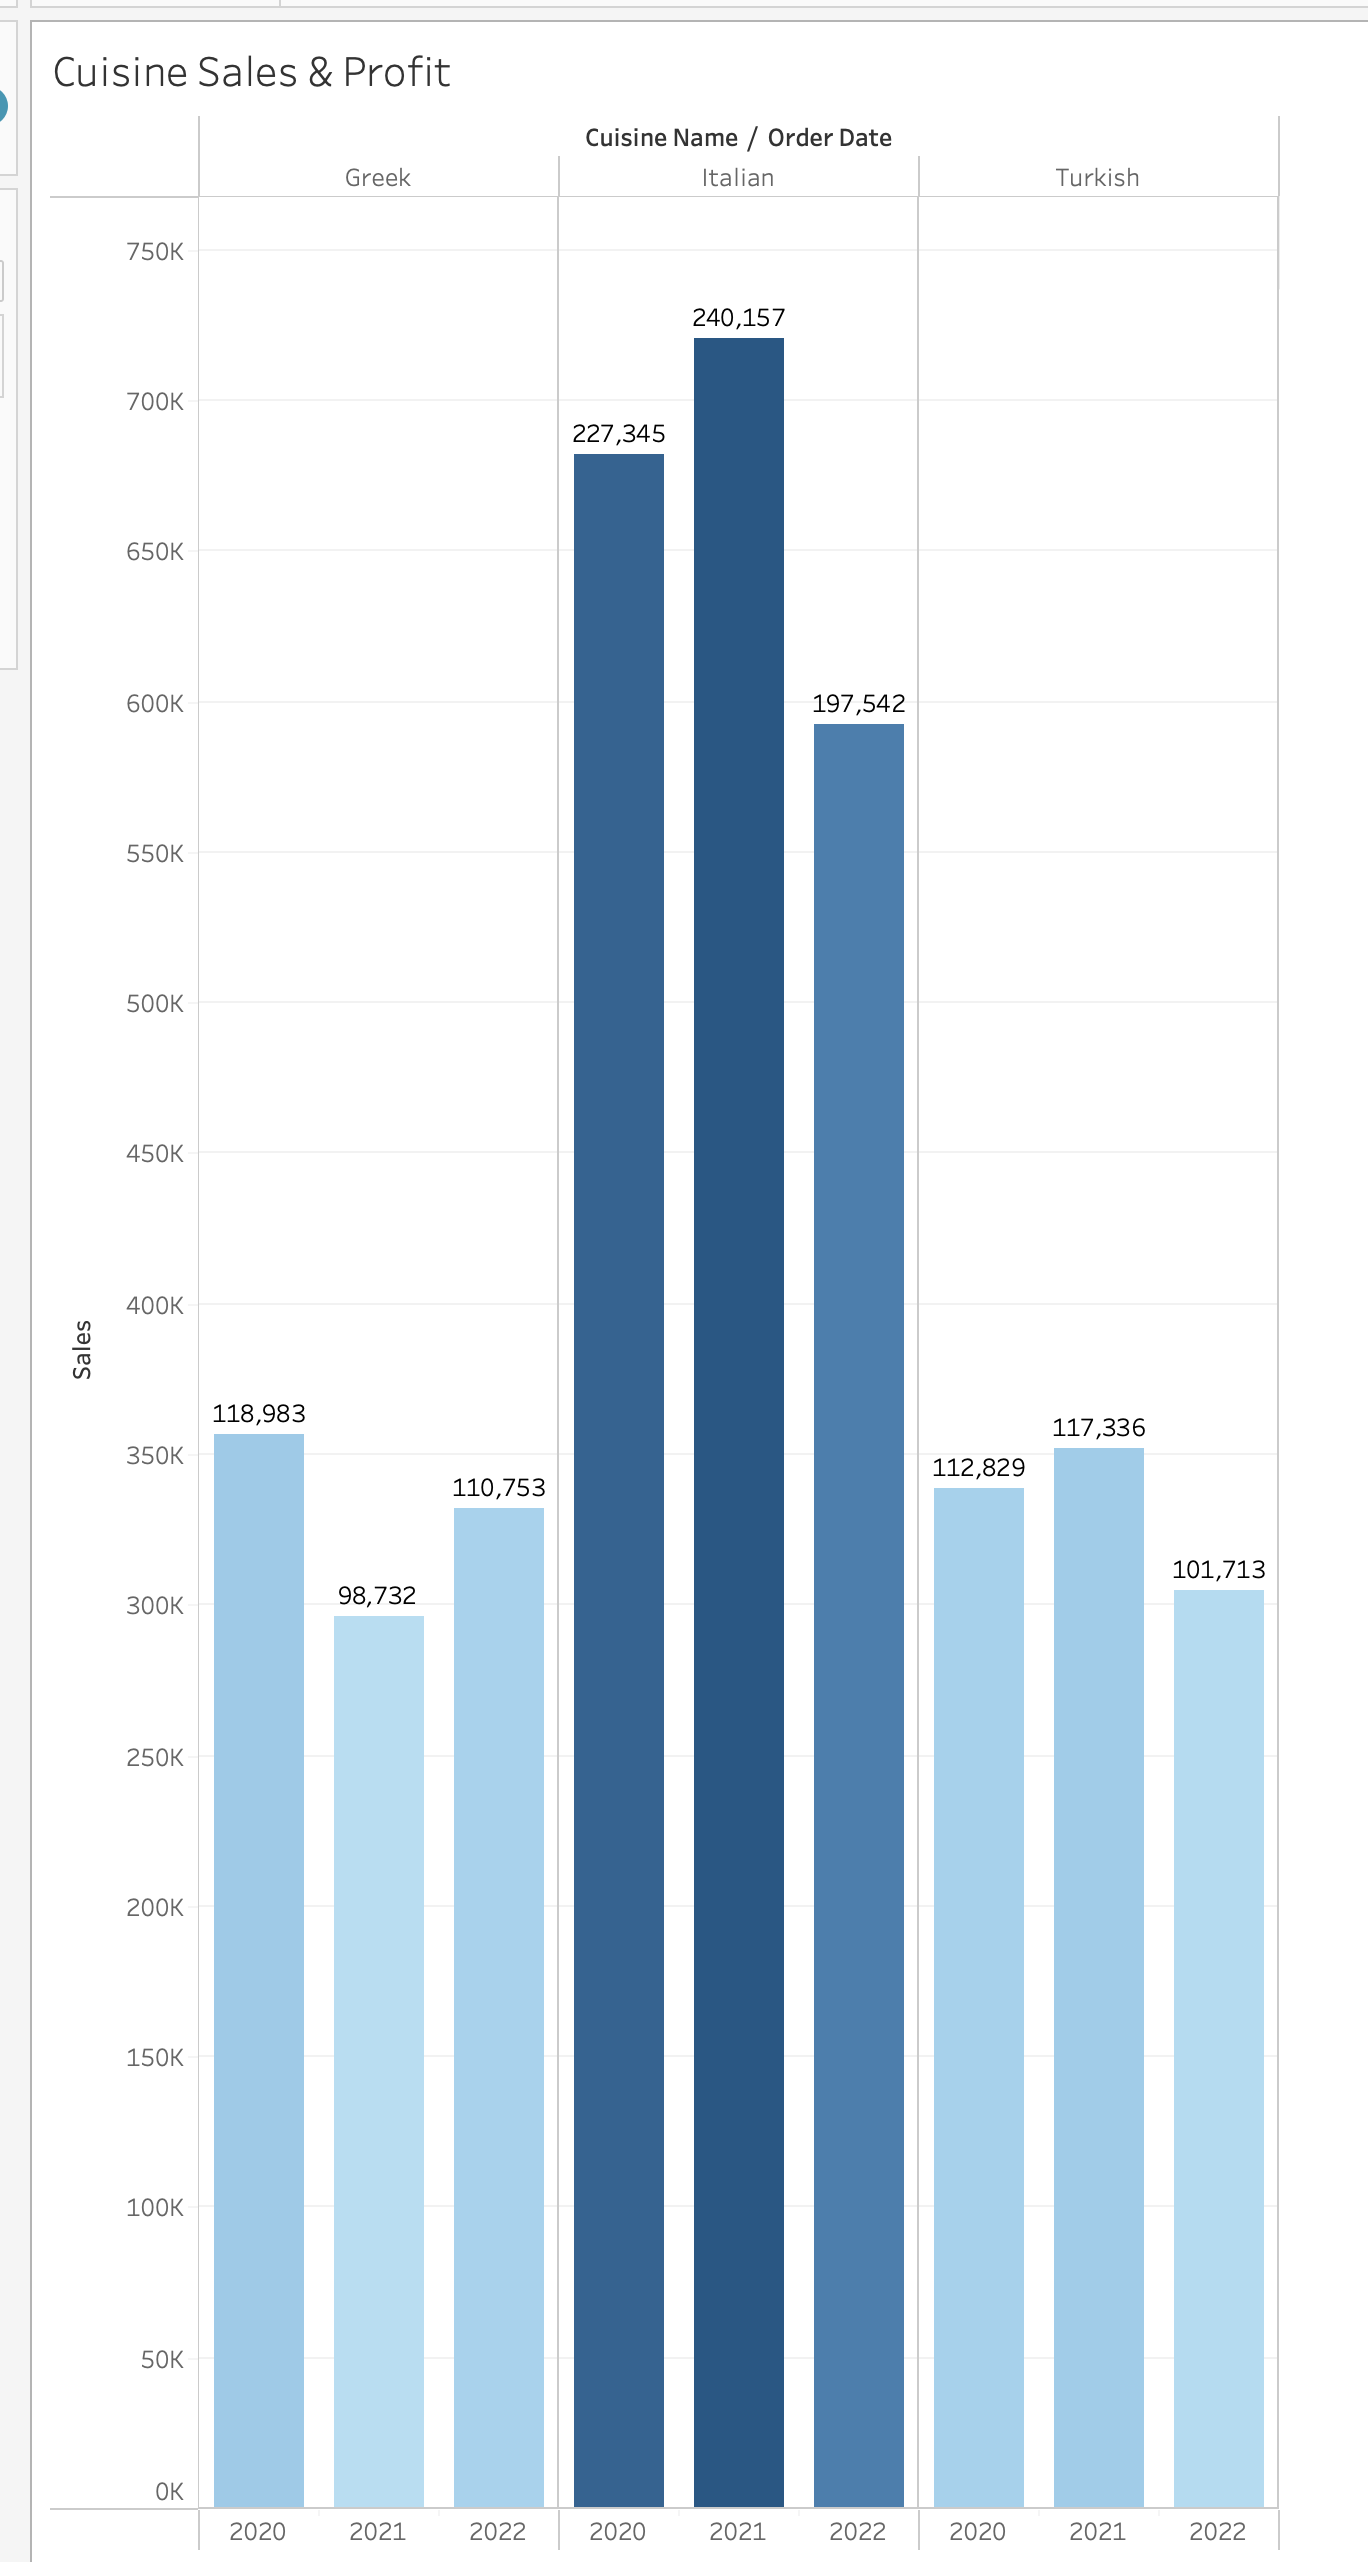 Cuisine Sales & Profit
Cuisine Name / Order Date
Greek Italian Turkish
750K
240,157
700K
227,345
650K
600K
197,542
550K
500K
450K
400K
Sales
118,983
117,336
350K
112,829
110,753
101,713
98,732
300K
250K
200K
150K
100K
50K
0K
2020 2021 2022 2020 2021 2022 2020 2021 2022